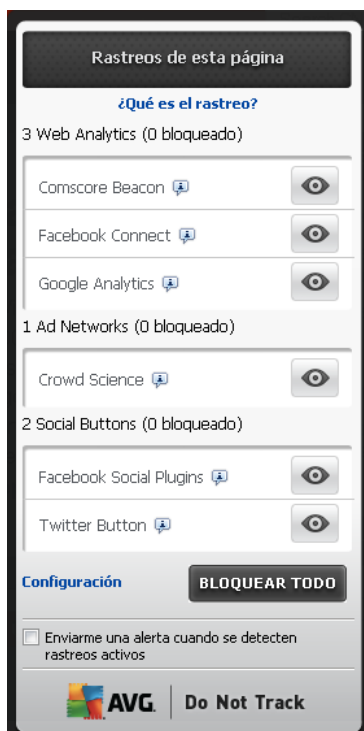 Rastreos de esta página
¿Qué es el rastreo?
3 Web Analytics (0 bloqueado)
Comscore Beacon
Facebook Connect
Google Analytics
1 Ad Networks (0 bloqueado)
Crowd Science
2 Social Buttons (0 bloqueado)
Facebook Social Plugins
Twitter Button
Configuración
BLOQUEAR TODO
Enviarme una alerta cuando se detecten
rastreos activos
AVG. Do Not Track